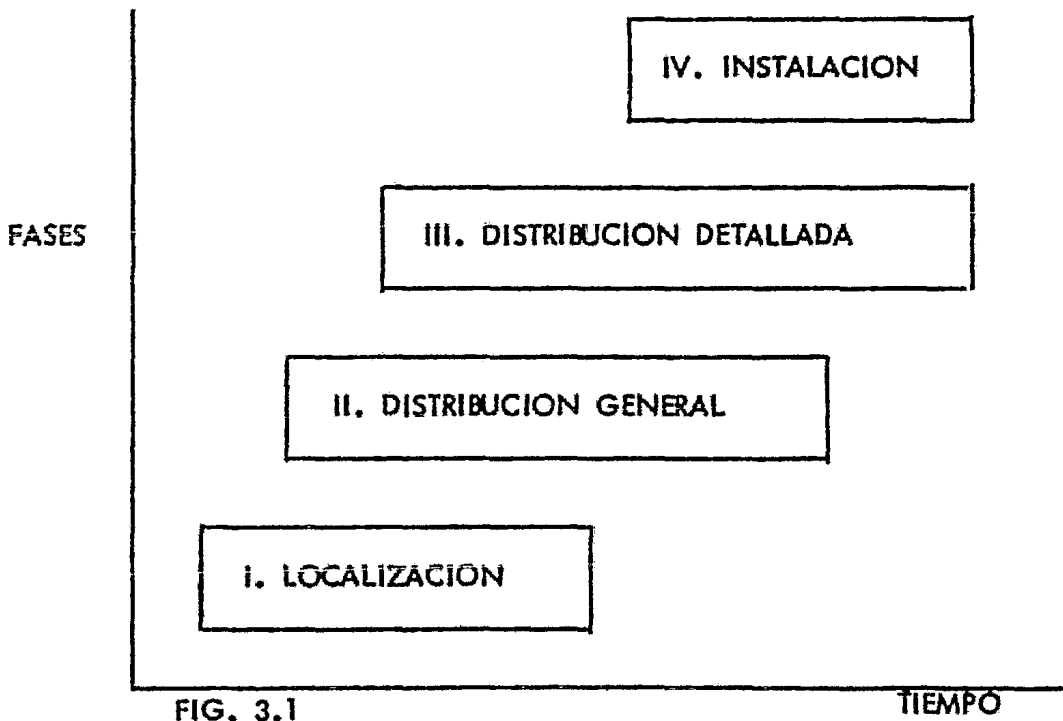 IV. INSTALACION
FASES
III. DISTRIBUCION DETALLADA
II. DISTRIBUCION GENERAL
I. LOCALIZACION
FIG. 3.1
TIEMPO